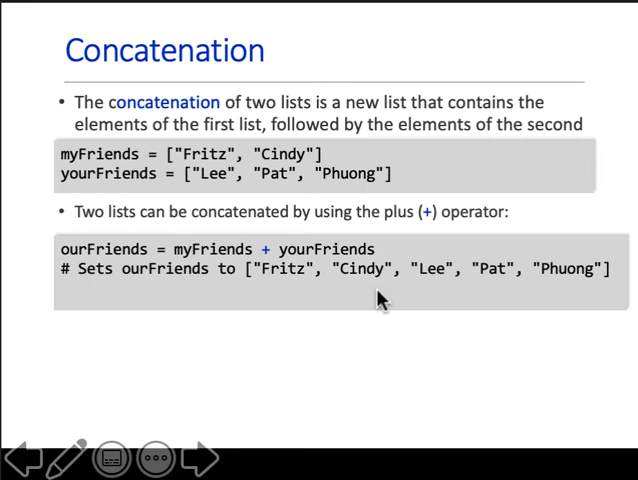 Concatenation
• The concatenation of two lists is a new list that contains the
elements of the first list, followed by the elements of the second
myFriends = ["Fritz", "Cindy"]
yourFriends = ["Lee", "Pat", "Phuong"]
• Two lists can be concatenated by using the plus (+) operator:
ourFriends = myFriends + yourFriends
# Sets ourFriends to ["Fritz", "Cindy", "Lee", "Pat", "Phuong"]